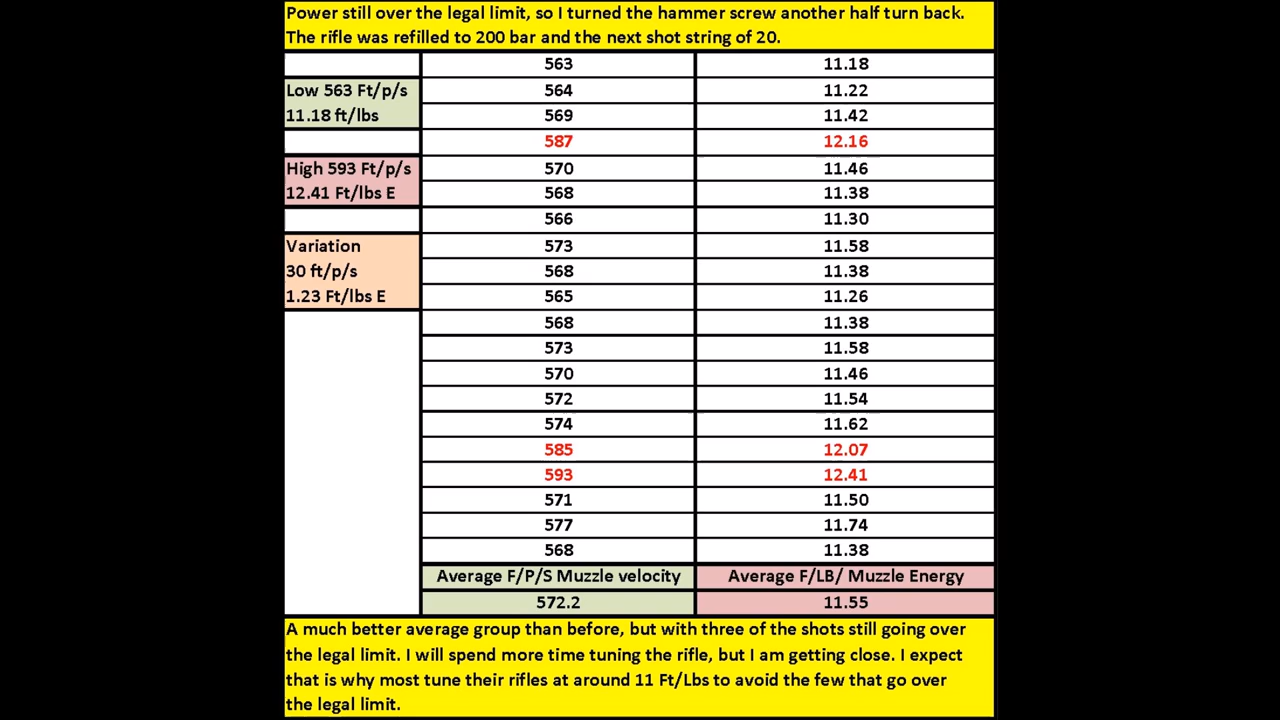 Power still over the legal limit, so I turned the hammer screw another half turn back.
The rifle was refilled to 200 bar and the next shot string of 20.
563 11.18
Low 563 Ft/p/s 564 11.22
11.18 ft/lbs 569 11.42
587 12.16
High 593 Ft/p/s 570 11.46
12.41 Ft/lbs E 568 11.38
566 11.30
Variation 573 11.58
30 ft/p/s 568 11.38
1.23 Ft/lbs E 565 11.26
568 11.38
573 11.58
570 11.46
572 11.54
574 11.62
585 12.07
593 12.41
571 11.50
577 11.74
568 11.38
Average F/P/S Muzzle velocity Average F/LB/ Muzzle Energy
572.2 11.55
A much better average group than before, but with three of the shots still going over
the legal limit. I will spend more time tuning the rifle, but I am getting close. I expect
that is why most tune their rifles at around 11 Ft/Lbs to avoid the few that go over
the legal limit.